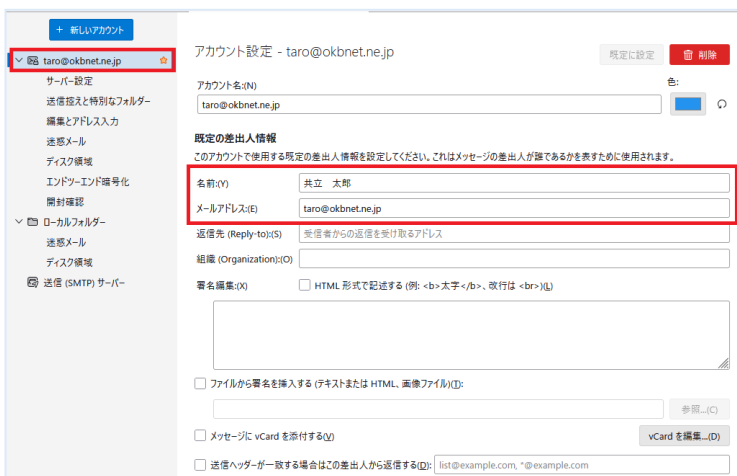 + 新しいアカウント
taro@okbnet.ne.jp
サーバー設定
送信控えと特別なフォルダー
編集とアドレス入力
迷惑メール
ディスク領域
エンドツーエンド暗号化
開封確認
ローカルフォルダー
迷惑メール
ディスク領域
送信 (SMTP) サーバー
アカウント設定 - taro@okbnet.ne.jp
既定に設定
削除
アカウント名:(N)
色:
taro@okbnet.ne.jp
既定の差出人情報
このアカウントで使用する既定の差出人情報を設定してください。これはメッセージの差出人が誰であるかを表すために使用されます。
名前:(Y) 共立　太郎
メールアドレス:(E) taro@okbnet.ne.jp
返信先 (Reply-to):(S) 受信者からの返信を受け取るアドレス
組織 (Organization):(O)
署名編集:(X) HTML 形式で記述する (例: <b>太字</b>、改行は <br>)(L)
ファイルから署名を挿入する (テキストまたは HTML、画像ファイル)(T):
参照...(C)
メッセージに vCard を添付する(V) vCard を編集...(D)
送信ヘッダーが一致する場合はこの差出人から返信する(D): list@example.com, *@example.com